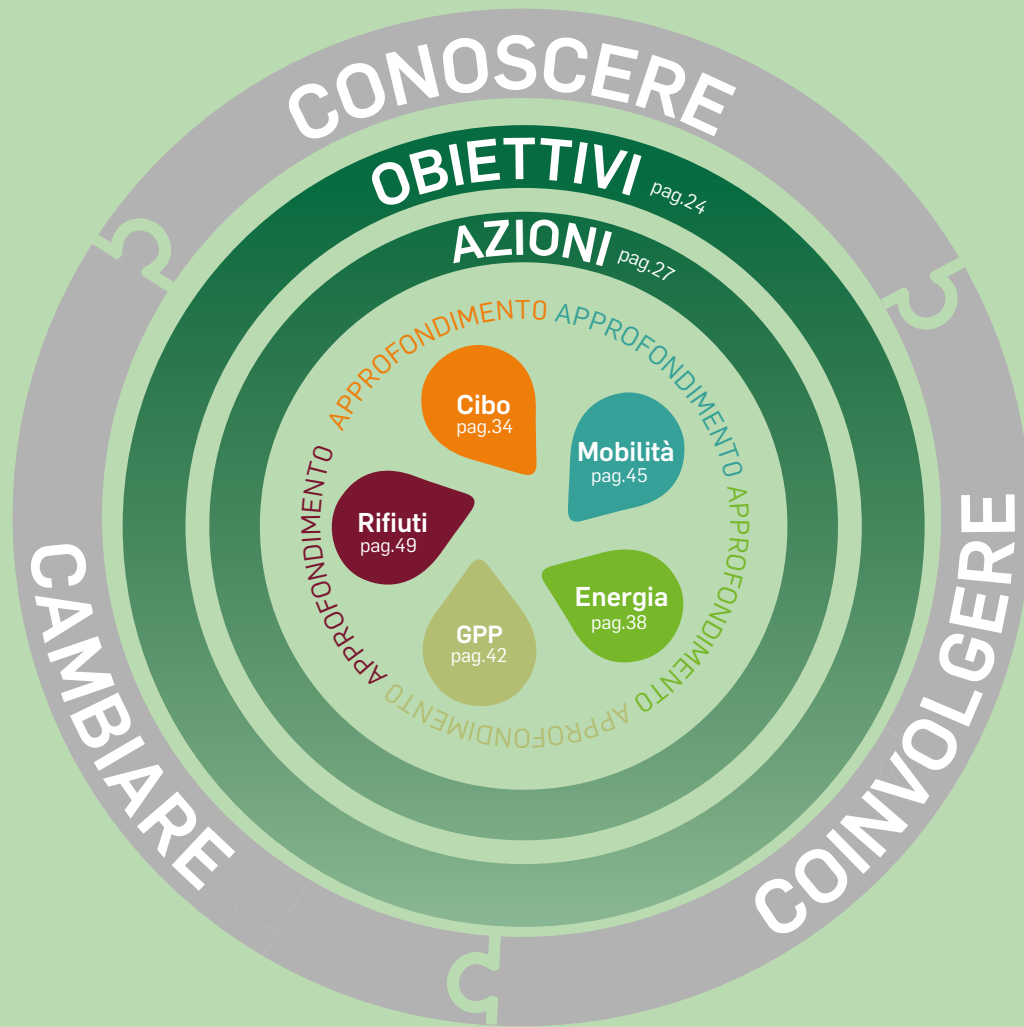 CONOSCERE
OBIETTIVI pag.24
AZIONI pag.27
APPROFONDIMENTO
APPROFONDIMENTO
Cibo
pag.34
Mobilità
pag.45
APPROFONDIMENTO
APPROFONDIMENTO
Rifiuti
pag.49
Energia
pag.38
GPP
pag.42
APPROFONDIMENTO
CAMBIARE
COINVOLGERE